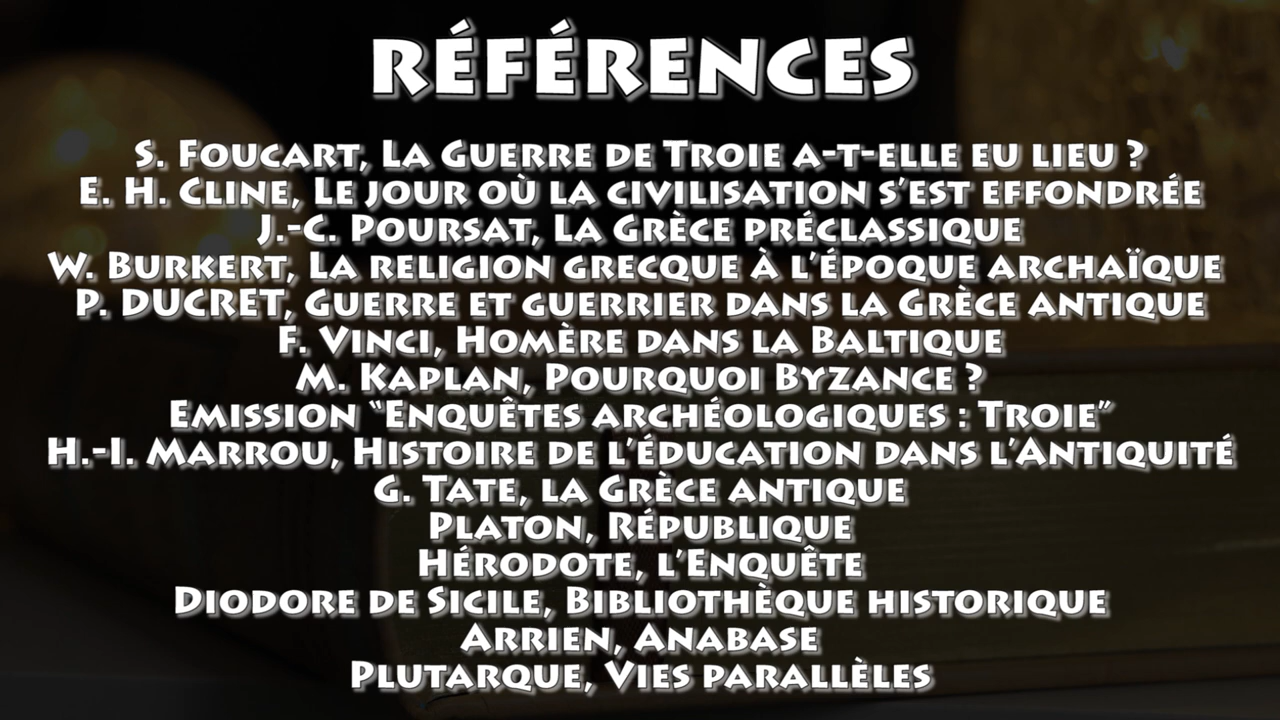 RÉFÉRENCES
S. Foucart, La Guerre de Troie a-t-elle eu lieu ?
E. H. Cline, Le jour où la civilisation s'est effondrée
J.-C. Poursat, La Grèce préclassique
W. Burkert, La religion grecque à l'époque archaïque
P. DUCRET, Guerre et guerrier dans la Grèce antique
F. Vinci, Homère dans la Baltique
M. Kaplan, Pourquoi Byzance ?
Emission "Enquêtes archéologiques : Troie"
H.-I. Marrou, Histoire de l'éducation dans l'Antiquité
G. Tate, la Grèce antique
Platon, République
Hérodote, l'Enquête
Diodore de Sicile, Bibliothèque historique
Arrien, Anabase
Plutarque, Vies parallèles